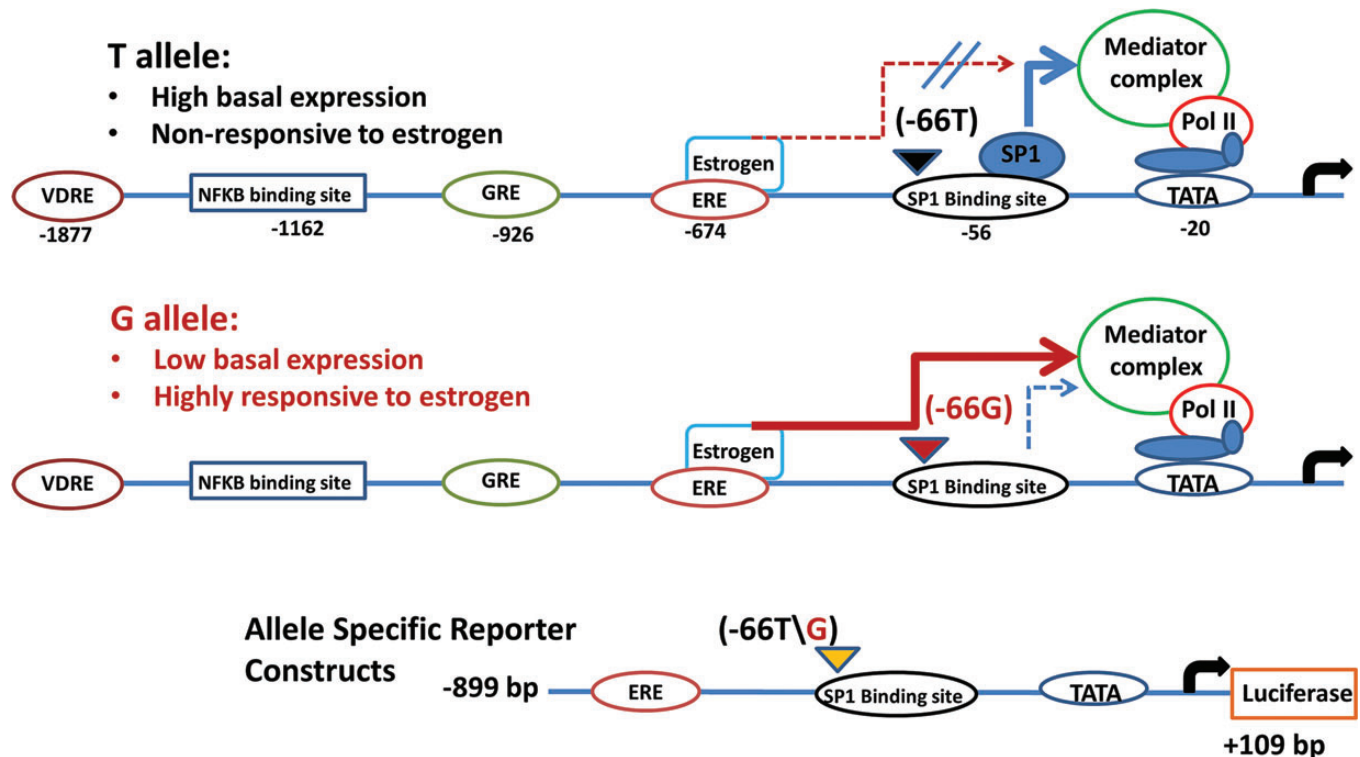 T allele:
• High basal expression
• Non-responsive to estrogen
Mediator
complex
Pol II
(-66T)
SP1
Estrogen
VDRE
NFKB binding site
GRE
ERE
SP1 Binding site
TATA
-1877
-1162
-926
-674
-56
-20
G allele:
• Low basal expression
• Highly responsive to estrogen
Mediator
complex
Pol II
(-66G)
Estrogen
VDRE
NFKB binding site
GRE
ERE
SP1 Binding site
TATA
Allele Specific Reporter
Constructs
(-66T\G)
-899 bp
ERE
SP1 Binding site
TATA
Luciferase
+109 bp